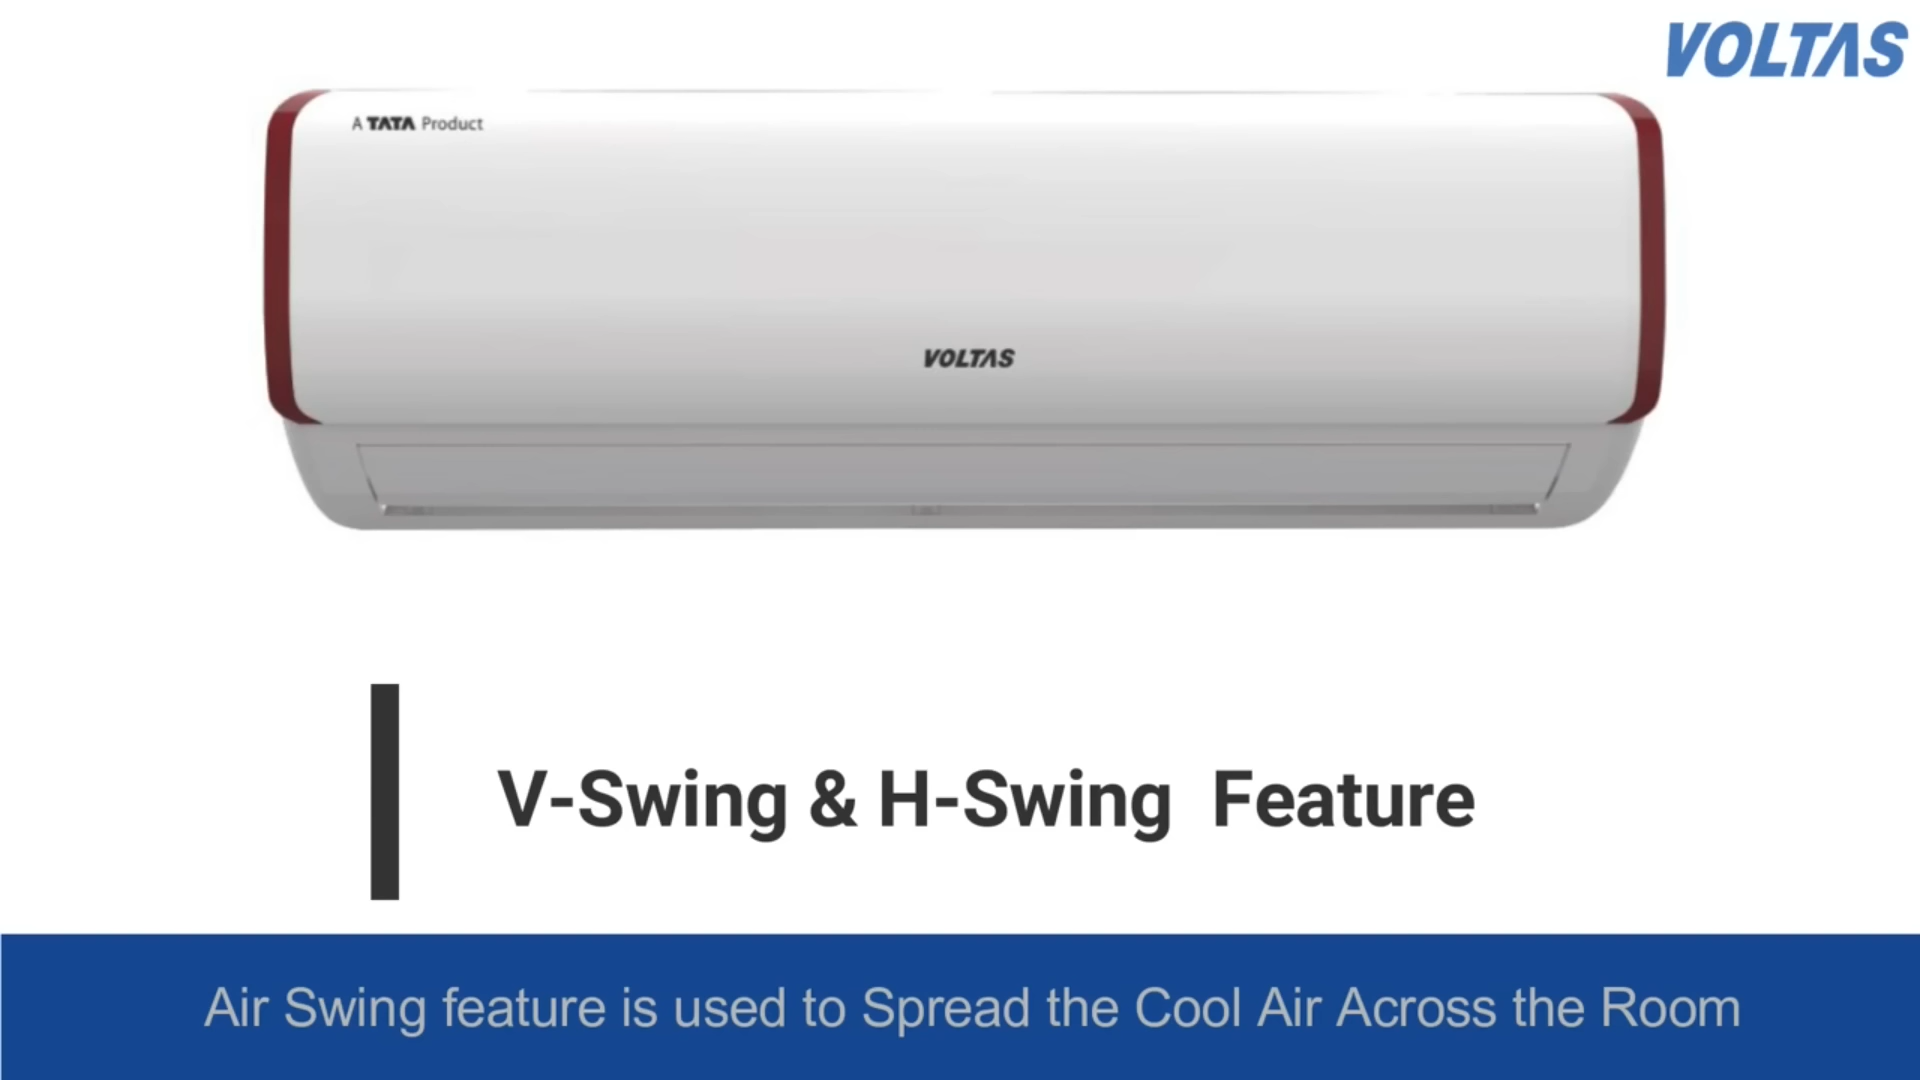 VOLTAS
A TATA Product
VOLTAS
V-Swing & H-Swing Feature
Air Swing feature is used to Spread the Cool Air Across the Room